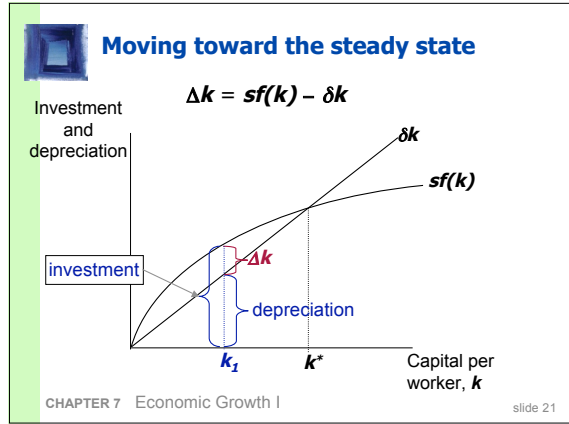 Moving toward the steady state
Δk = sf(k) – δk
Investment
and
depreciation
δk
sf(k)
Δk
investment
depreciation
k1
k*
Capital per
worker, k
CHAPTER 7 Economic Growth I
slide 21